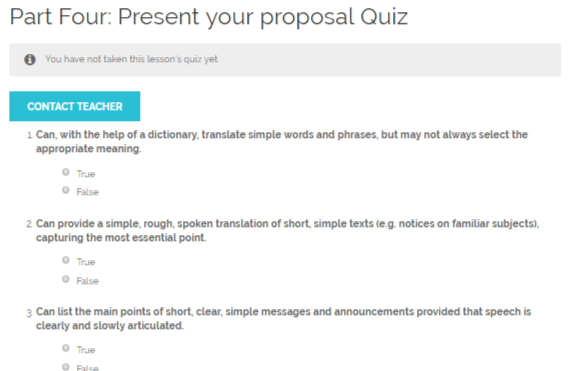 Part Four: Present your proposal Quiz
You have not taken this lesson's quiz yet
CONTACT TEACHER
1 Can, with the help of a dictionary, translate simple words and phrases, but may not always select the
appropriate meaning.
True
False
2 Can provide a simple, rough, spoken translation of short, simple texts (e.g. notices on familiar subjects),
capturing the most essential point.
True
False
3 Can list the main points of short, clear, simple messages and announcements provided that speech is
clearly and slowly articulated.
True
False